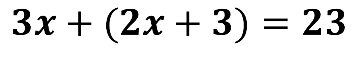 3x + (2x + 3) = 23